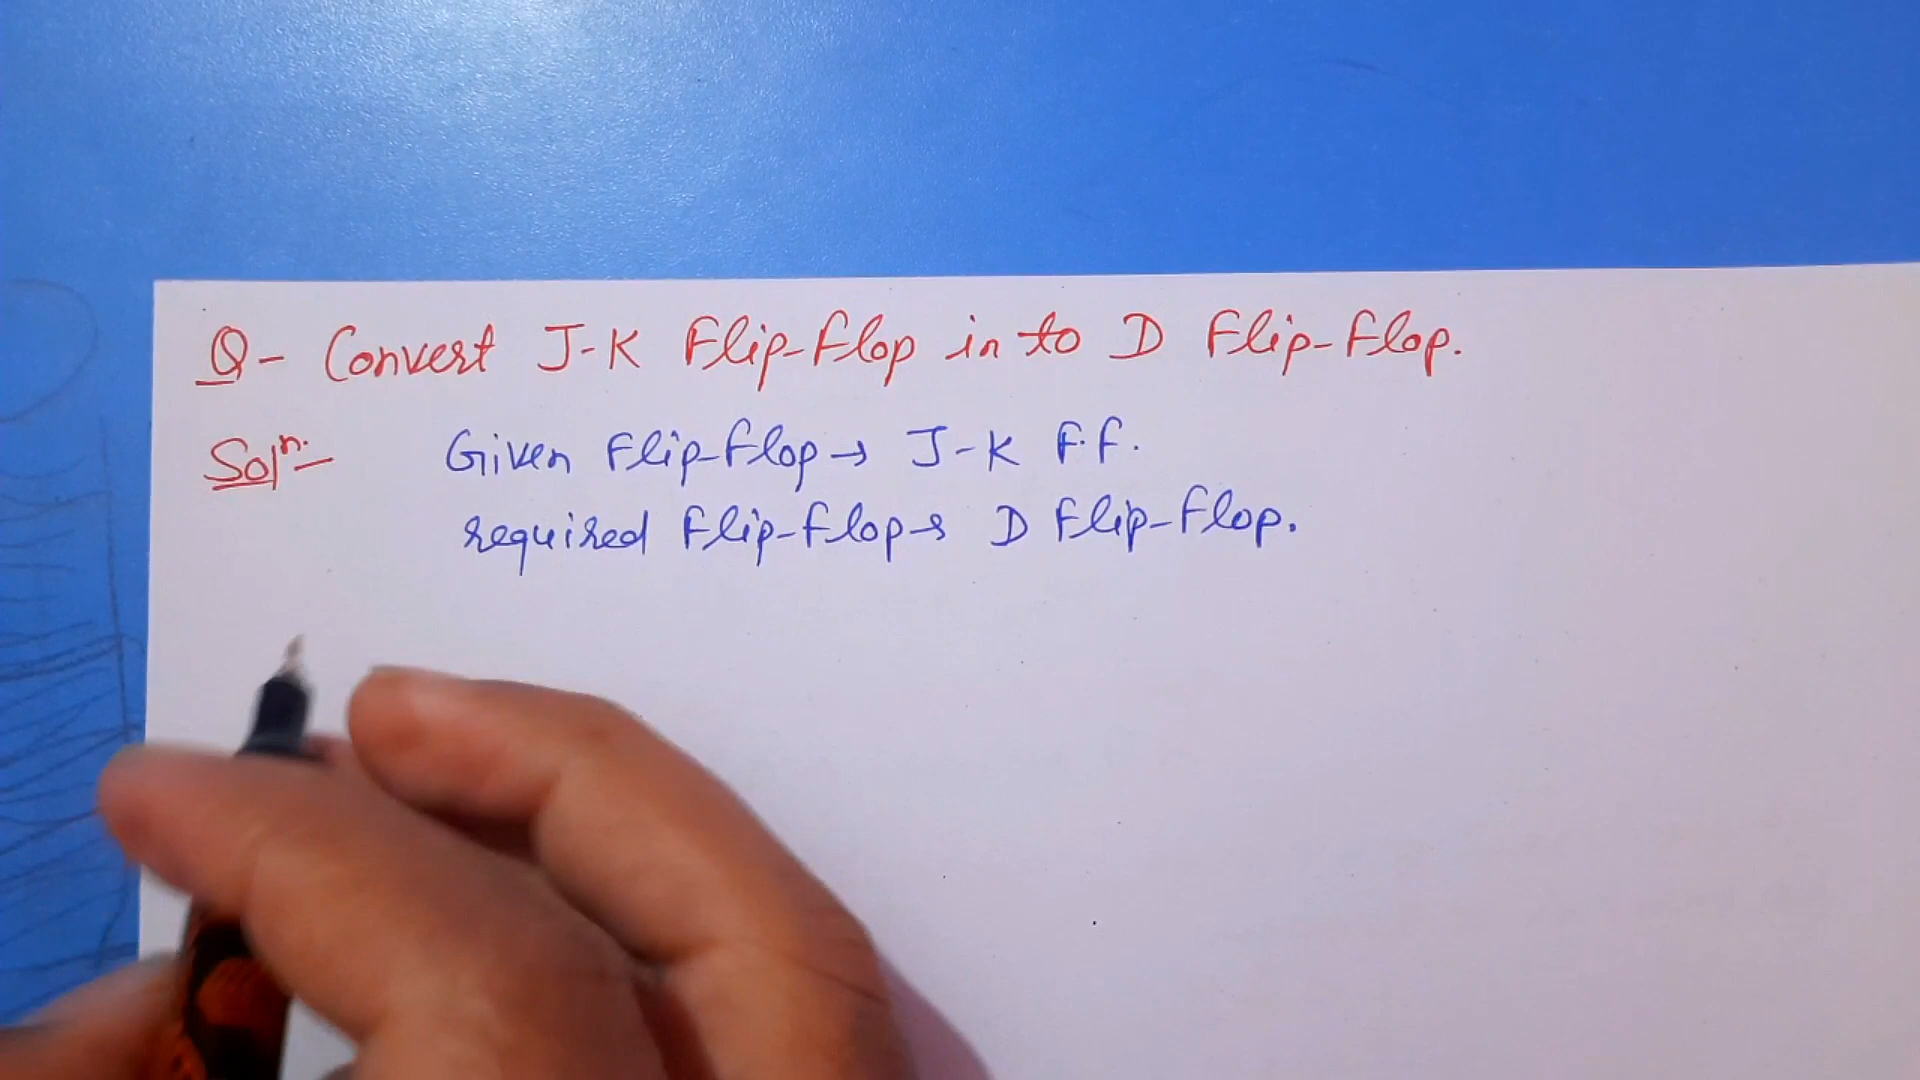 Q- Convert J-K Flip-Flop in to D Flip-Flop.
Solⁿ.- Given Flip-Flop → J-K F.F.
required Flip-Flop → D Flip-Flop.